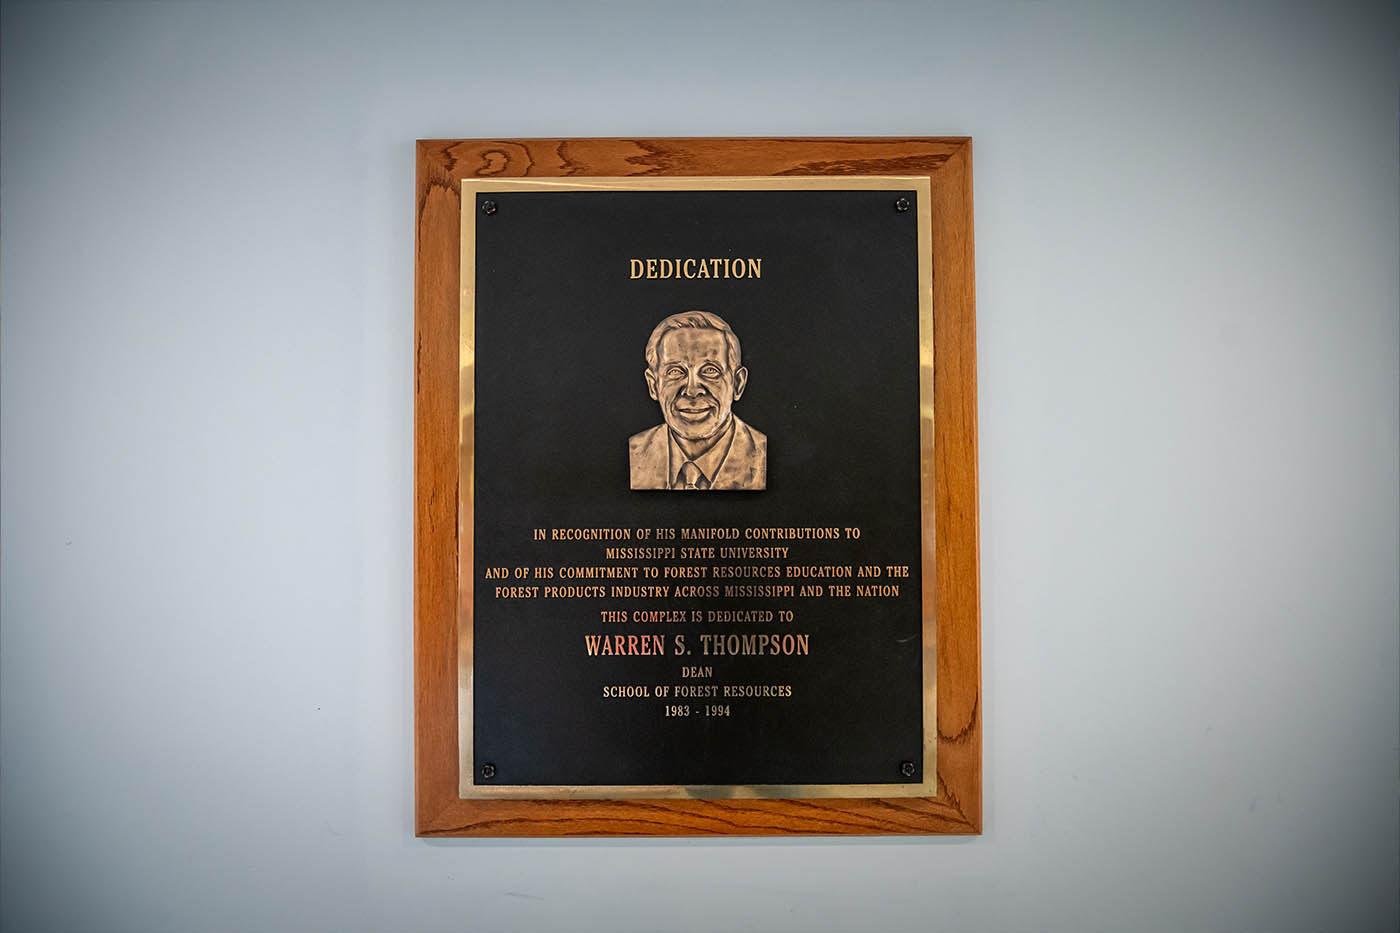 DEDICATION
IN RECOGNITION OF HIS MANIFOLD CONTRIBUTIONS TO
MISSISSIPPI STATE UNIVERSITY
AND OF HIS COMMITMENT TO FOREST RESOURCES EDUCATION AND THE
FOREST PRODUCTS INDUSTRY ACROSS MISSISSIPPI AND THE NATION
THIS COMPLEX IS DEDICATED TO
WARREN S. THOMPSON
DEAN
SCHOOL OF FOREST RESOURCES
1983 - 1994